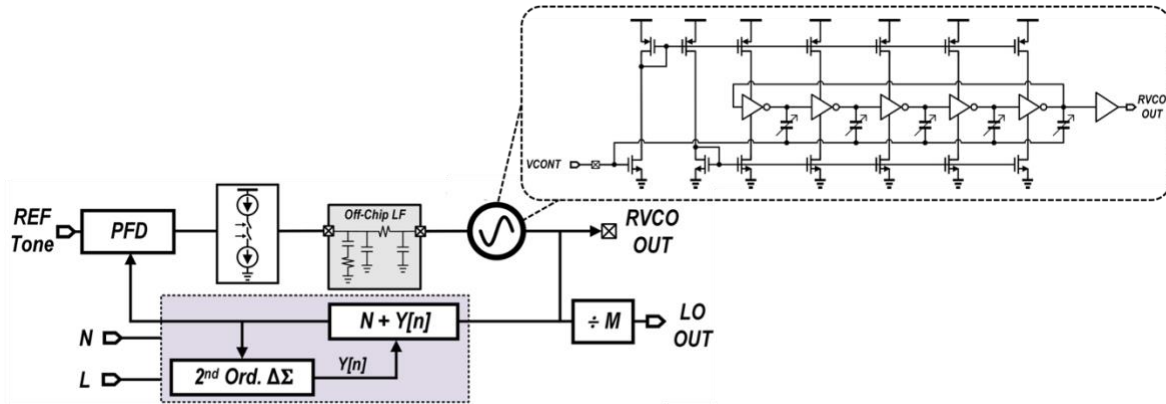 RVCO
OUT
VCONT
REF
Tone
PFD
Off-Chip LF
RVCO
OUT
N + Y[n]
÷ M
LO
OUT
N
L
2nd Ord. ΔΣ
Y[n]